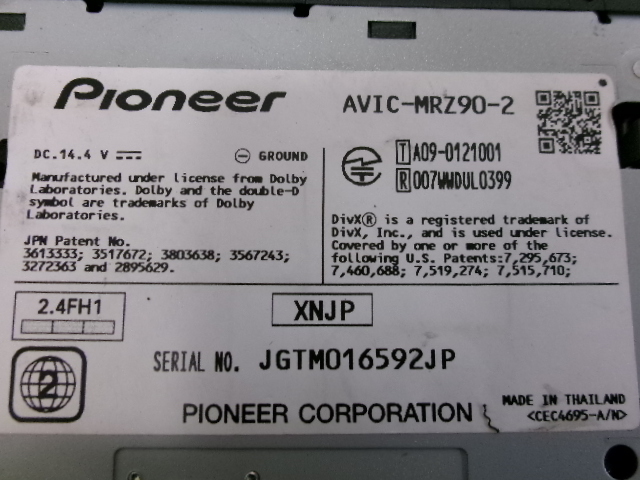 Pioneer
AVIC-MRZ90-2
DC.14.4 V
GROUND
Manufactured under license from Dolby
Laboratories. Dolby and the double-D
symbol are trademarks of Dolby
Laboratories.
JPN Patent No.
3613333; 3517672; 3803638; 3567243;
3272363 and 2895629.
T A09-0121001
R 007WWDUL0399
DivX® is a registered trademark of
DivX, Inc., and is used under license.
Covered by one or more of the
following U.S. Patents:7,295,673;
7,460,688; 7,519,274; 7,515,710;
2.4FH1
XNJP
2
SERIAL NO. JGTM016592JP
PIONEER CORPORATION
MADE IN THAILAND
<CEC4695-A/N>